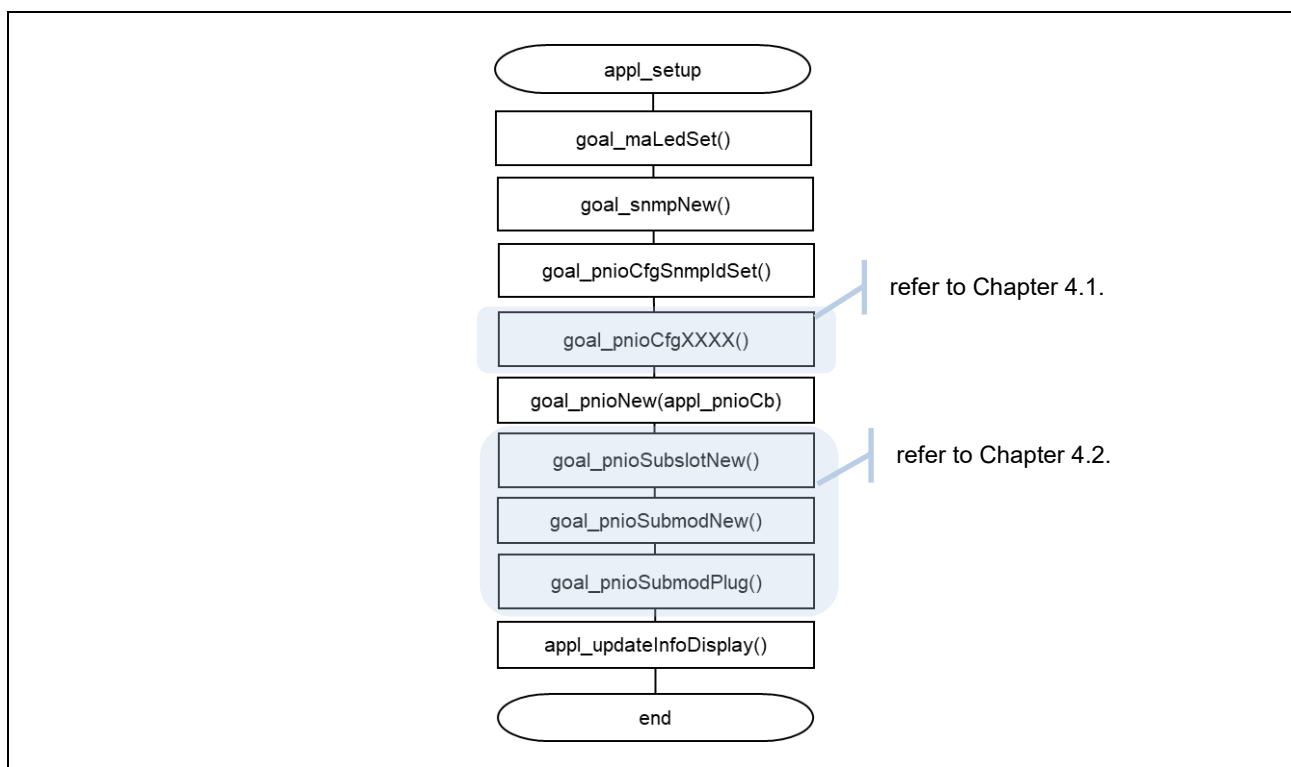 appl_setup
goal_maLedSet()
goal_snmpNew()
goal_pnioCfgSnmpIdSet()
refer to Chapter 4.1.
goal_pnioCfgXXXX()
goal_pnioNew(appl_pnioCb)
goal_pnioSubslotNew()
refer to Chapter 4.2.
goal_pnioSubmodNew()
goal_pnioSubmodPlug()
appl_updateInfoDisplay()
end